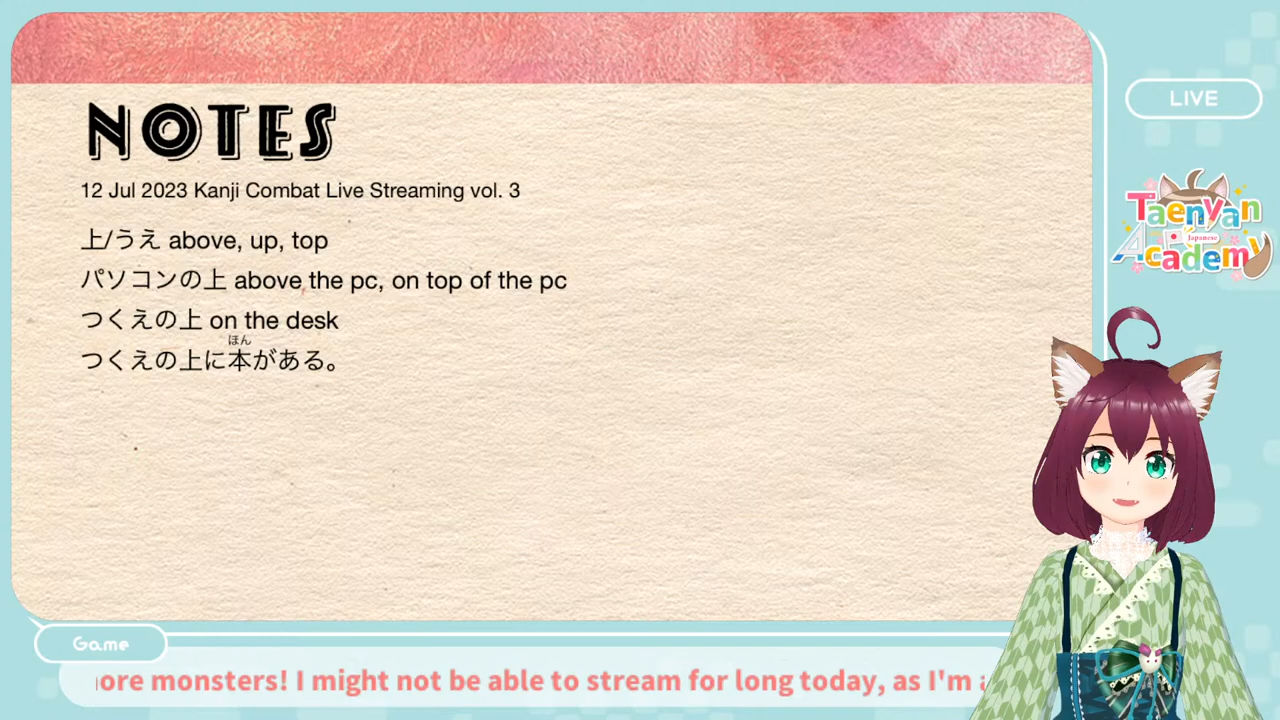 NOTES
12 Jul 2023 Kanji Combat Live Streaming vol. 3
上/うえ above, up, top
パソコンの上 above the pc, on top of the pc
つくえの上 on the desk
ほん
つくえの上に本がある。
LIVE
Taenyan
Japanese
Academy
Game
monsters! I might not be able to stream for long today, as I'm